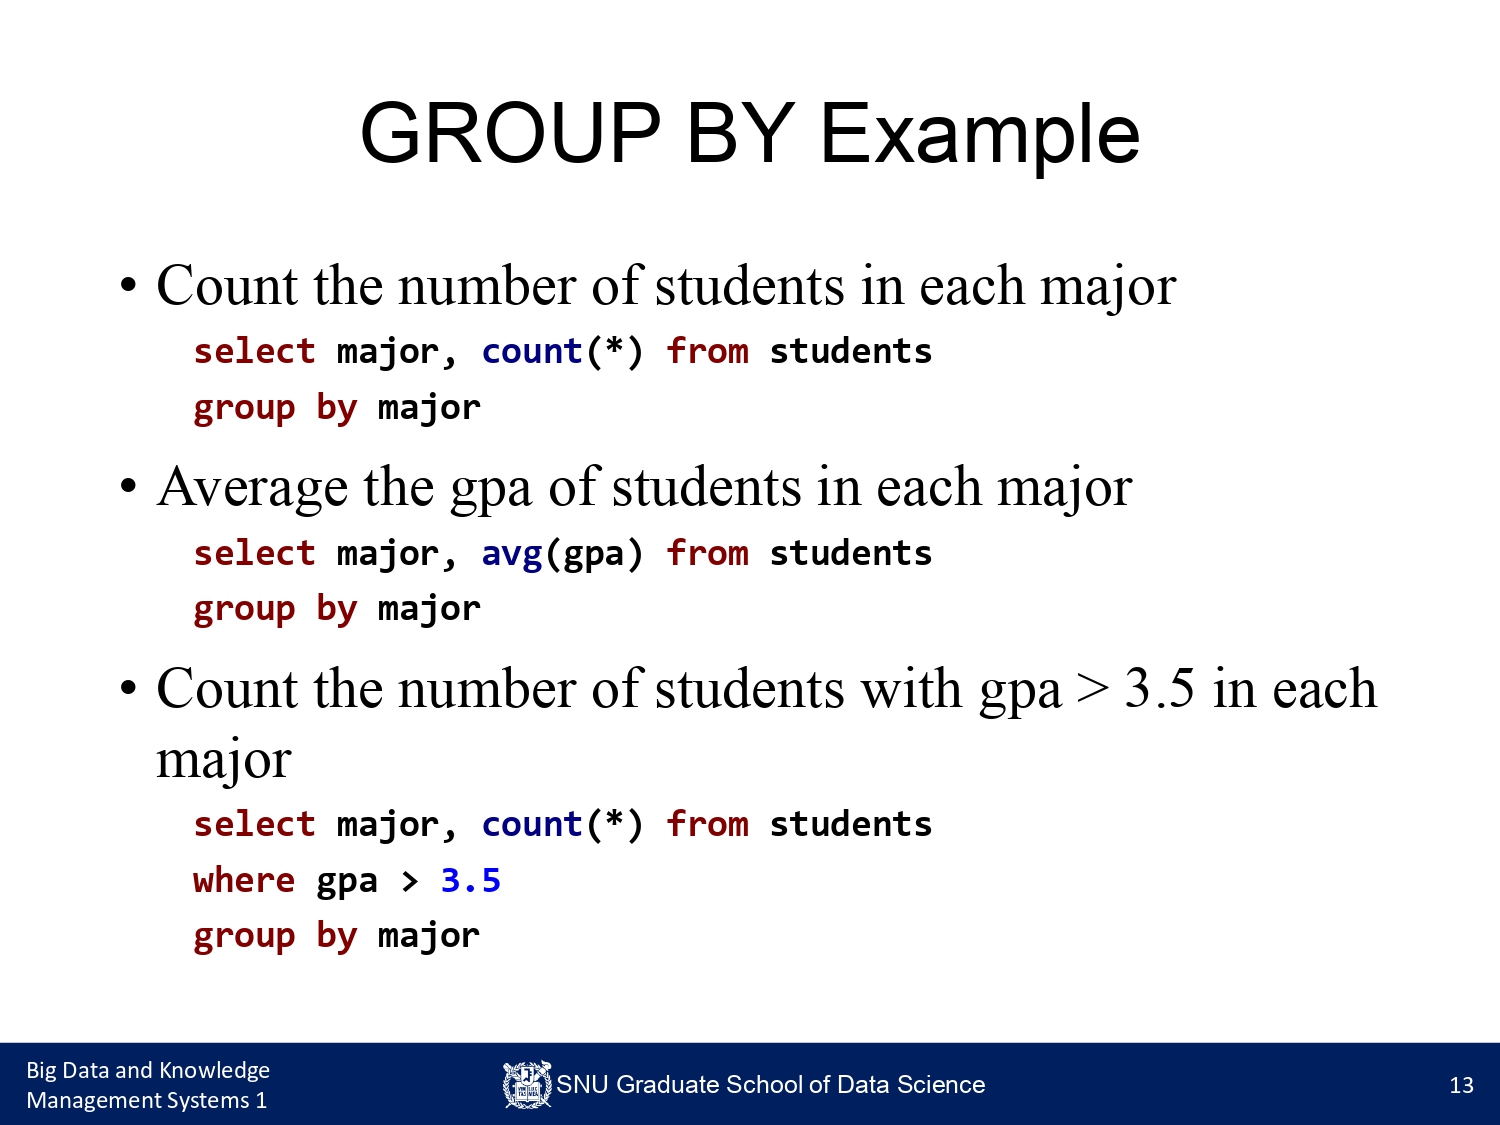 GROUP BY Example
• Count the number of students in each major
select major, count(*) from students
group by major
• Average the gpa of students in each major
select major, avg(gpa) from students
group by major
• Count the number of students with gpa > 3.5 in each
major
select major, count(*) from students
where gpa > 3.5
group by major
Big Data and Knowledge
Management Systems 1
SNU Graduate School of Data Science
13